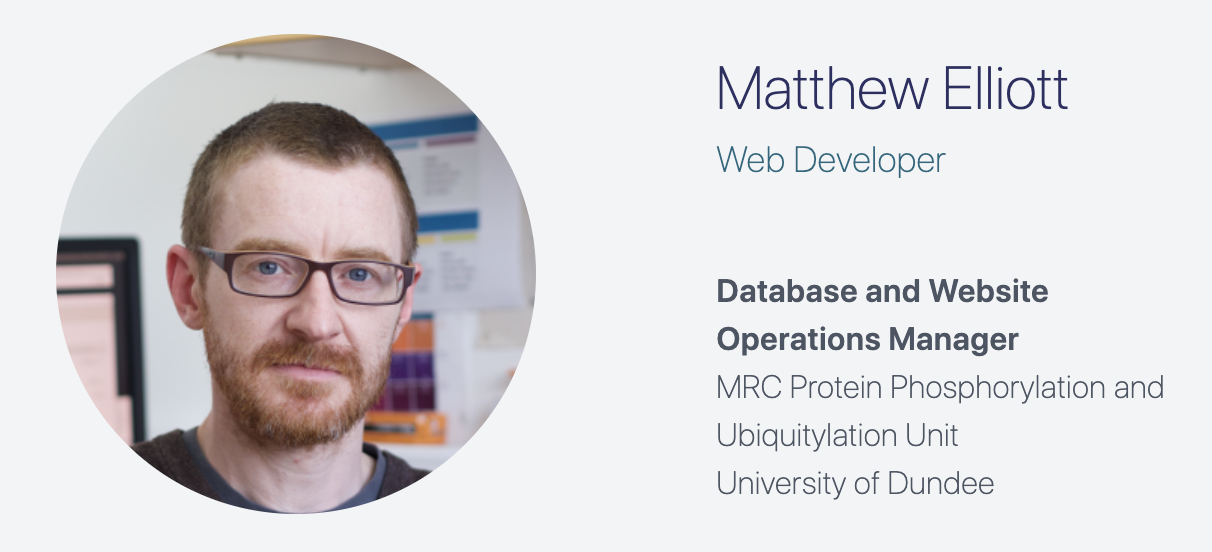 Matthew Elliott
Web Developer
Database and Website
Operations Manager
MRC Protein Phosphorylation and
Ubiquitylation Unit
University of Dundee